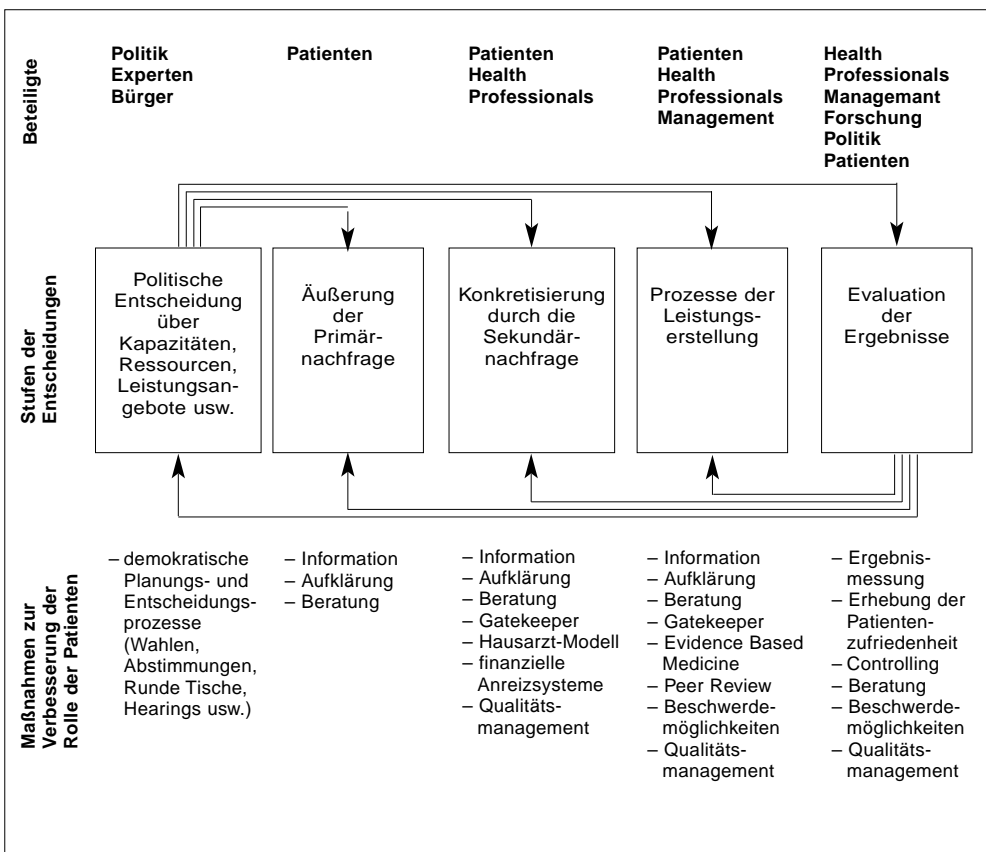 Beteiligte
Politik
Experten
Bürger
Patienten
Patienten
Health
Professionals
Patienten
Health
Professionals
Management
Health
Professionals
Managemant
Forschung
Politik
Patienten
Stufen der
Entscheidungen
Politische
Entscheidung
über
Kapazitäten,
Ressourcen,
Leistungsan-
gebote usw.
Äußerung
der
Primär-
nachfrage
Konkretisierung
durch die
Sekundär-
nachfrage
Prozesse der
Leistungs-
erstellung
Evaluation
der
Ergebnisse
Maßnahmen zur
Verbesserung der
Rolle der Patienten
– demokratische
Planungs- und
Entscheidungs-
prozesse
(Wahlen,
Abstimmungen,
Runde Tische,
Hearings usw.)
– Information
– Aufklärung
– Beratung
– Information
– Aufklärung
– Beratung
– Gatekeeper
– Hausarzt-Modell
– finanzielle
Anreizsysteme
– Qualitäts-
management
– Information
– Aufklärung
– Beratung
– Gatekeeper
– Evidence Based
Medicine
– Peer Review
– Beschwerde-
möglichkeiten
– Qualitäts-
management
– Ergebnis-
messung
– Erhebung der
Patienten-
zufriedenheit
– Controlling
– Beratung
– Beschwerde-
möglichkeiten
– Qualitäts-
management